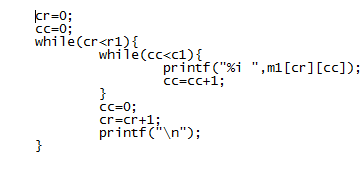 cr=0;
cc=0;
while(cr<r1){
while(cc<c1){
printf("%i ",m1[cr][cc]);
cc=cc+1;
}
cc=0;
cr=cr+1;
printf("\n");
}